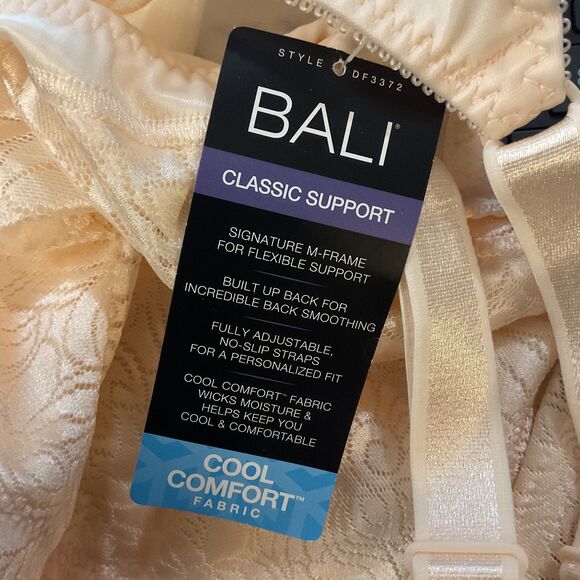 STYLE DF3372
BALI®
CLASSIC SUPPORT
SIGNATURE M-FRAME
FOR FLEXIBLE SUPPORT
BUILT UP BACK FOR
INCREDIBLE BACK SMOOTHING
FULLY ADJUSTABLE,
NO-SLIP STRAPS
FOR A PERSONALIZED FIT
COOL COMFORT™ FABRIC
WICKS MOISTURE &
HELPS KEEP YOU
COOL & COMFORTABLE
COOL
COMFORT™
FABRIC